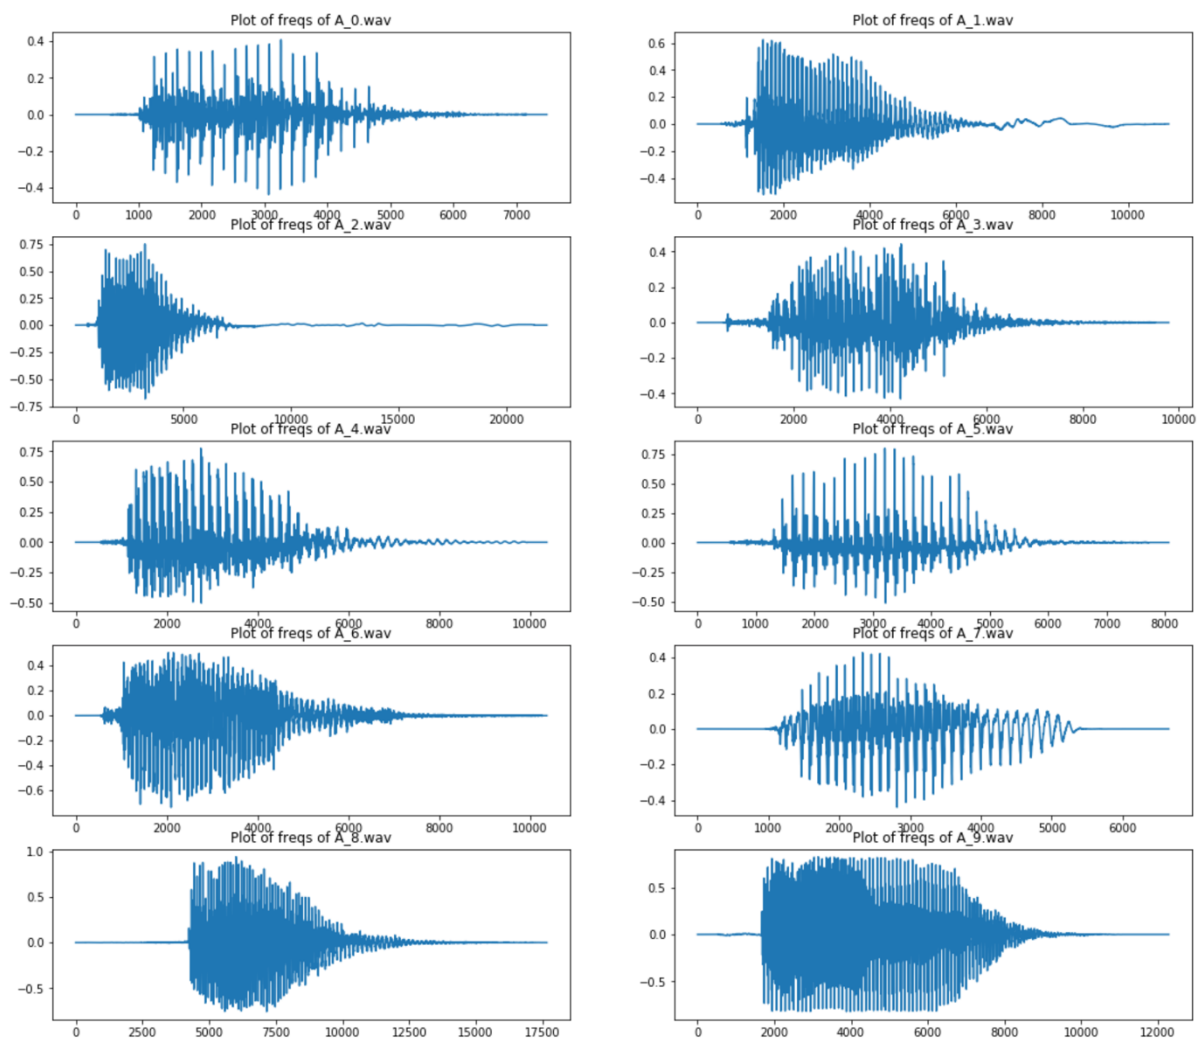 Plot of freqs of A_0.wav
0.4
0.2
0.0
−0.2
−0.4
0 1000 2000 3000 4000 5000 6000 7000
Plot of freqs of A_1.wav
0.6
0.4
0.2
0.0
−0.2
−0.4
0 2000 4000 6000 8000 10000
Plot of freqs of A_2.wav
0.75
0.50
0.25
0.00
−0.25
−0.50
−0.75
0 5000 10000 15000 20000
Plot of freqs of A_3.wav
0.4
0.2
0.0
−0.2
−0.4
0 2000 4000 6000 8000 10000
Plot of freqs of A_4.wav
0.75
0.50
0.25
0.00
−0.25
−0.50
0 2000 4000 6000 8000 10000
Plot of freqs of A_5.wav
0.75
0.50
0.25
0.00
−0.25
−0.50
0 1000 2000 3000 4000 5000 6000 7000 8000
Plot of freqs of A_6.wav
0.4
0.2
0.0
−0.2
−0.4
−0.6
0 2000 4000 6000 8000 10000
Plot of freqs of A_7.wav
0.4
0.2
0.0
−0.2
−0.4
0 1000 2000 3000 4000 5000 6000
Plot of freqs of A_8.wav
1.0
0.5
0.0
−0.5
0 2500 5000 7500 10000 12500 15000 17500
Plot of freqs of A_9.wav
0.5
0.0
−0.5
0 2000 4000 6000 8000 10000 12000